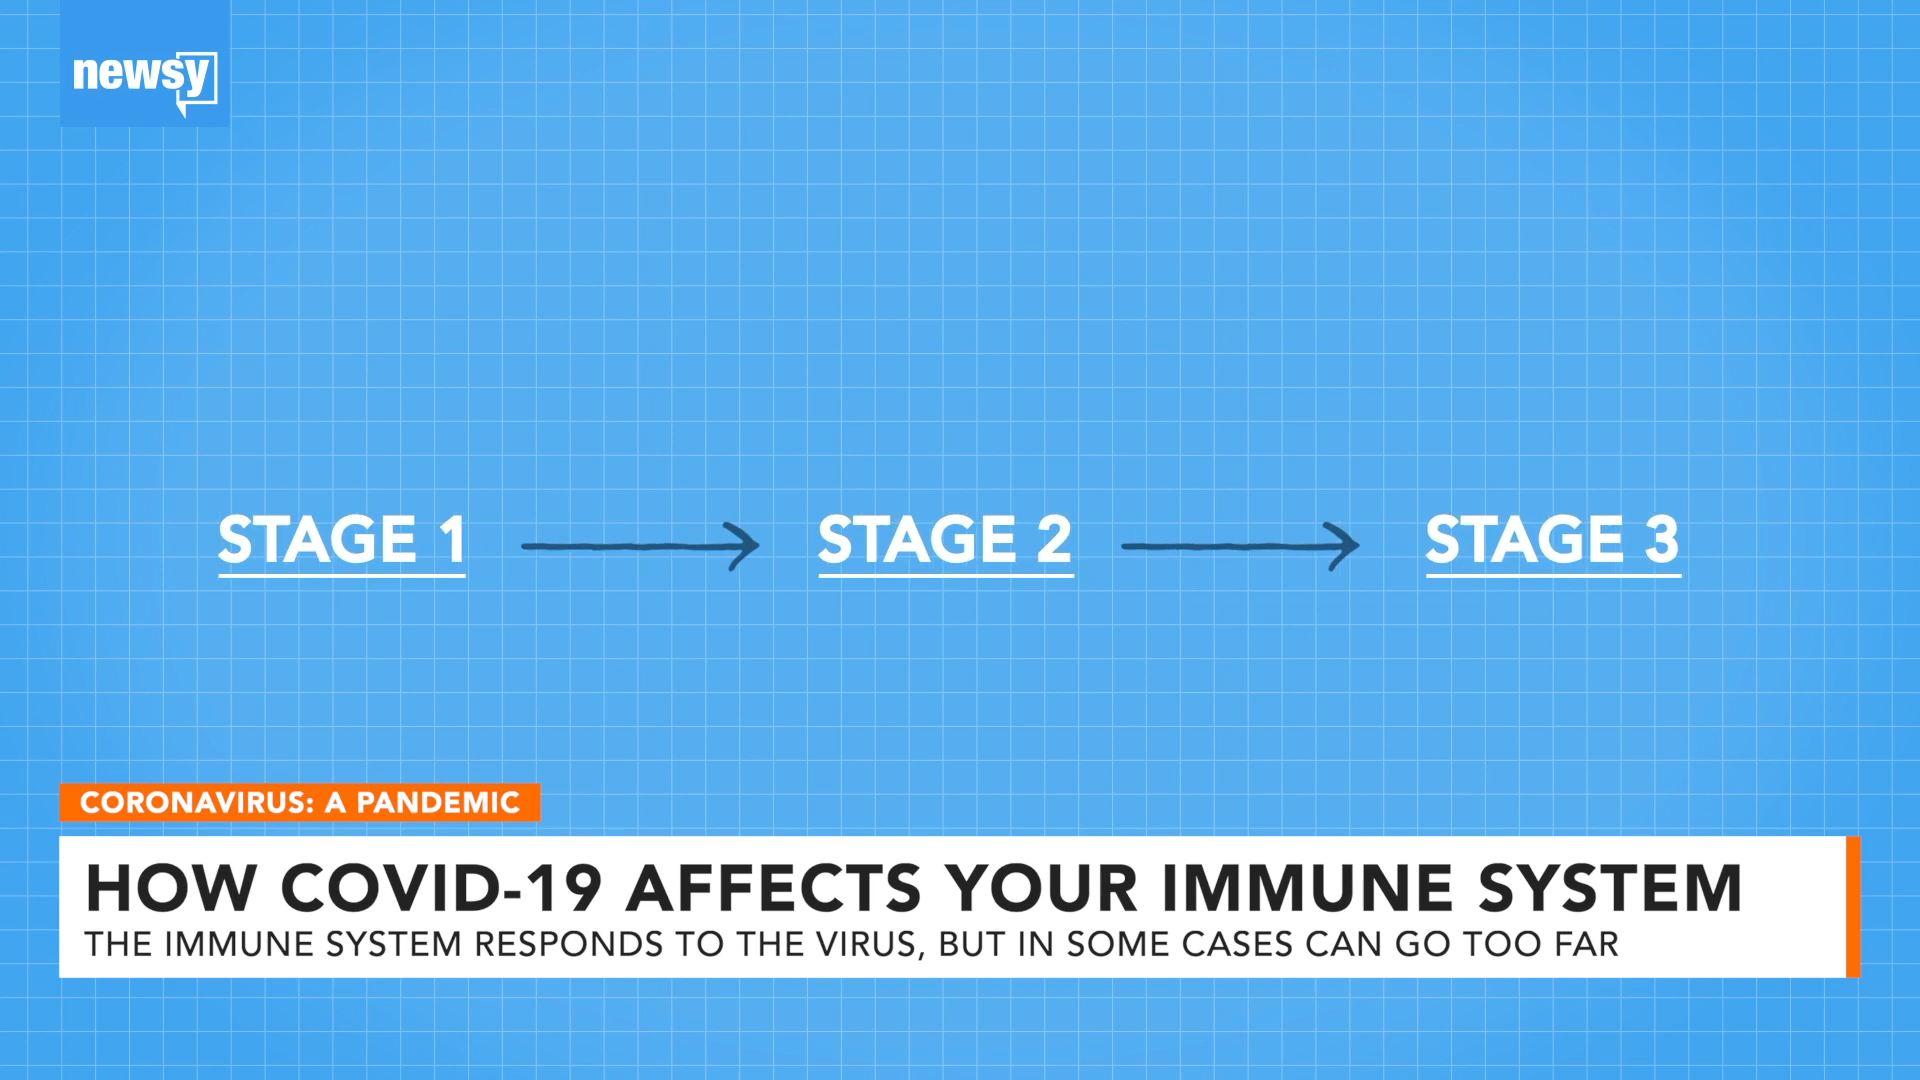 newsy
STAGE 1
STAGE 2
STAGE 3
CORONAVIRUS: A PANDEMIC
HOW COVID-19 AFFECTS YOUR IMMUNE SYSTEM
THE IMMUNE SYSTEM RESPONDS TO THE VIRUS, BUT IN SOME CASES CAN GO TOO FAR